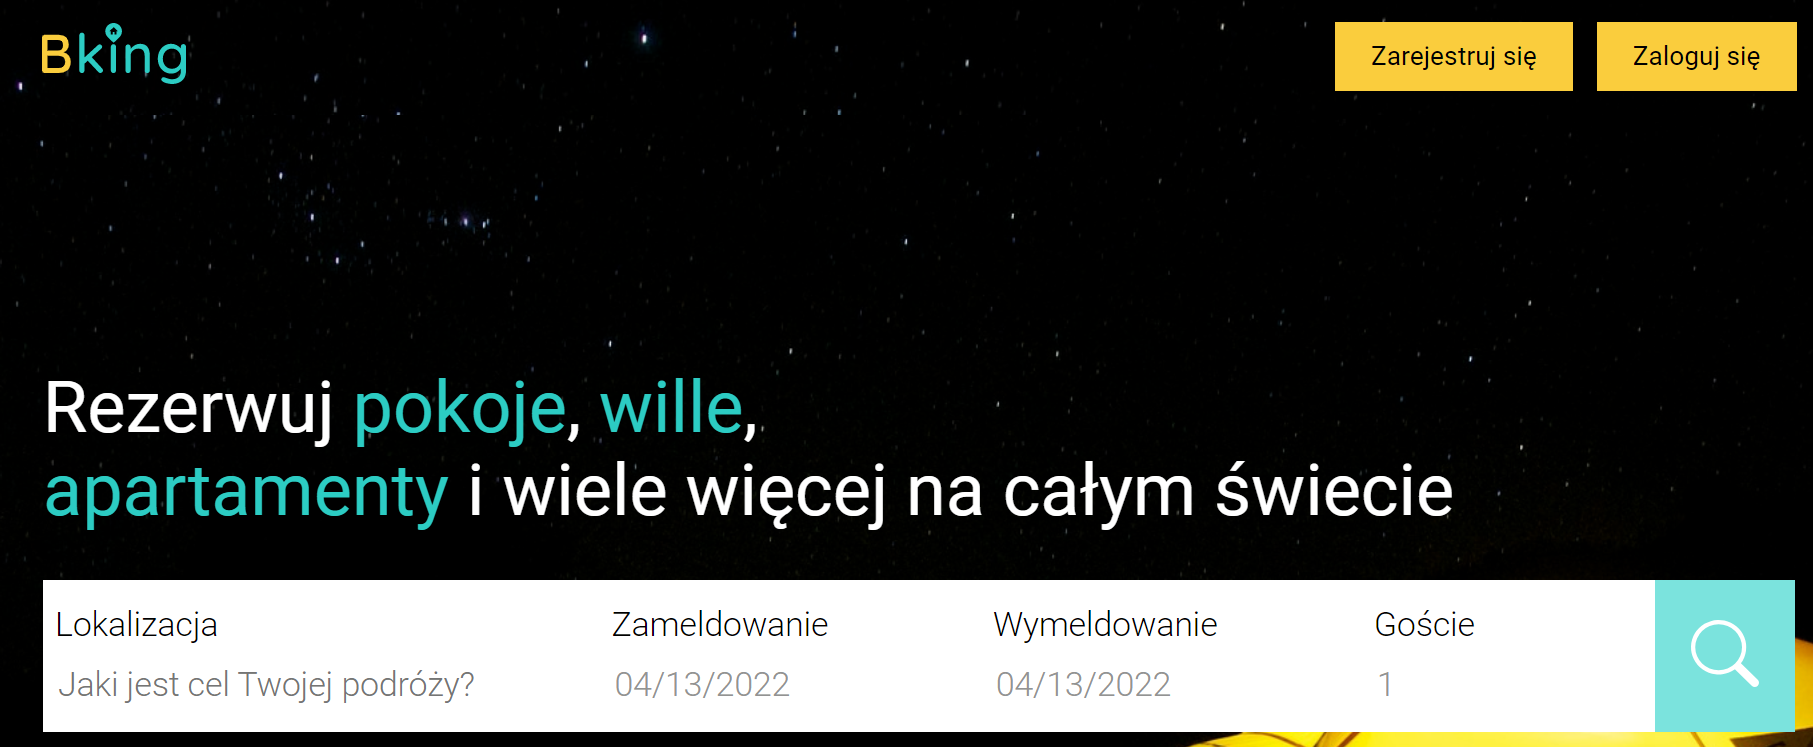 Bking
Zarejestruj się
Zaloguj się
Rezerwuj pokoje, wille,
apartamenty i wiele więcej na całym świecie
Lokalizacja
Zameldowanie
Wymeldowanie
Goście
Jaki jest cel Twojej podróży?
04/13/2022
04/13/2022
1